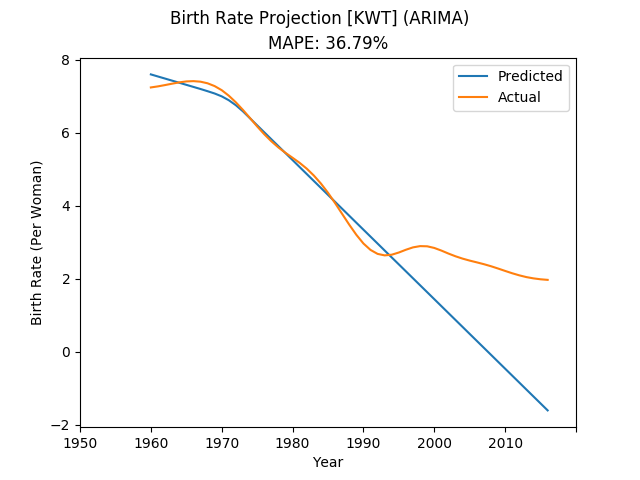 Birth Rate Projection [KWT] (ARIMA)
MAPE: 36.79%
Predicted
Actual
8
6
4
2
0
−2
Birth Rate (Per Woman)
1950
1960
1970
1980
1990
2000
2010
Year